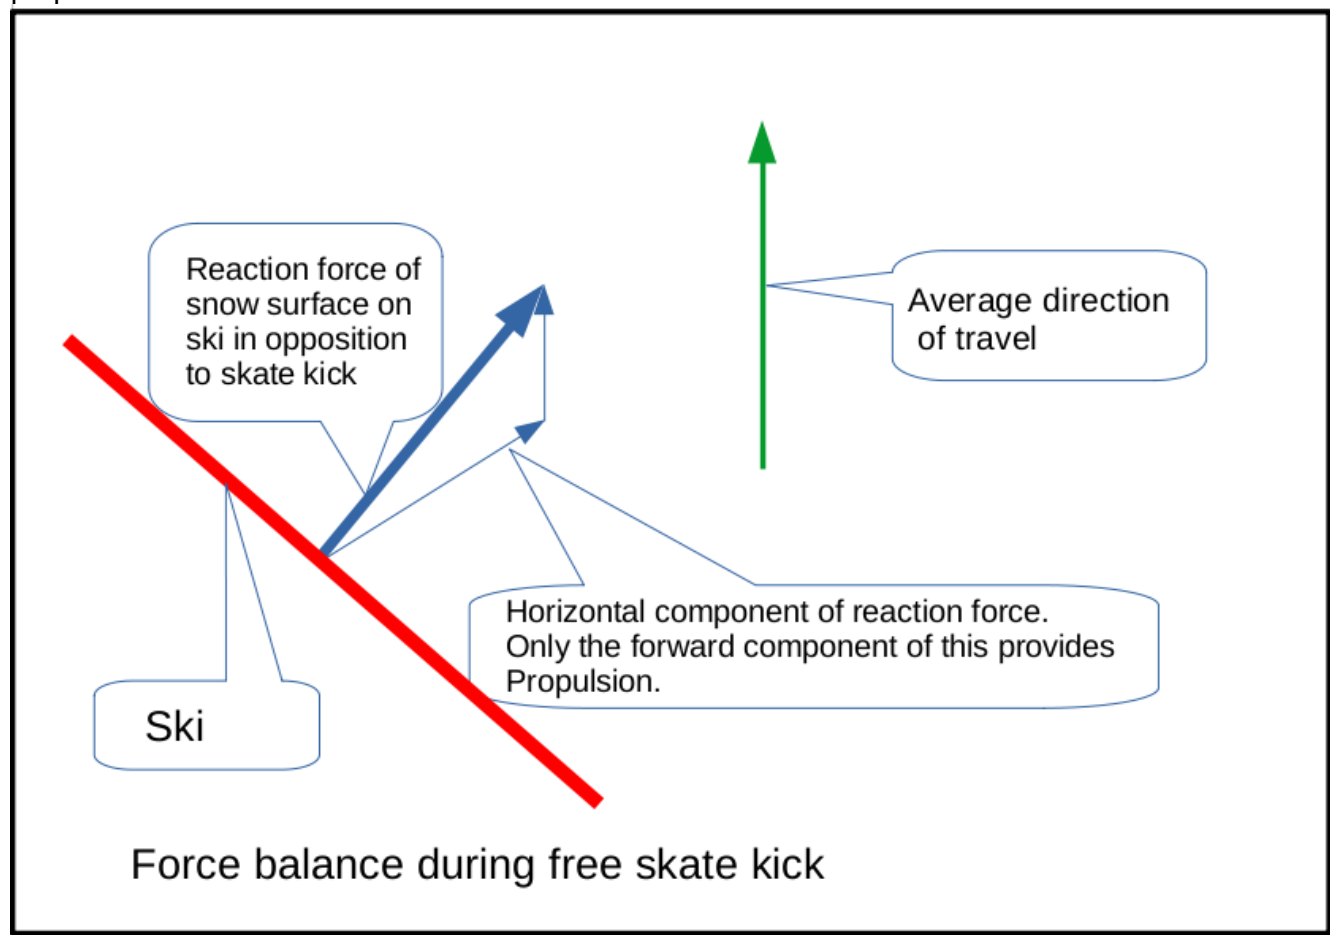 Reaction force of
snow surface on
ski in opposition
to skate kick
Average direction
of travel
Horizontal component of reaction force.
Only the forward component of this provides
Propulsion.
Ski
Force balance during free skate kick